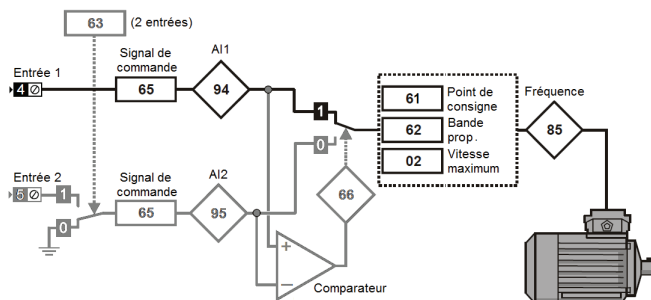 63 (2 entrées)
Signal de
commande
AI1
Entrée 1
4
65
94
1
0
61 Point de
consigne
62 Bande
prop.
02 Vitesse
maximum
Fréquence
85
Entrée 2
5
1
0
Signal de
commande
65
AI2
95
66
+
−
Comparateur